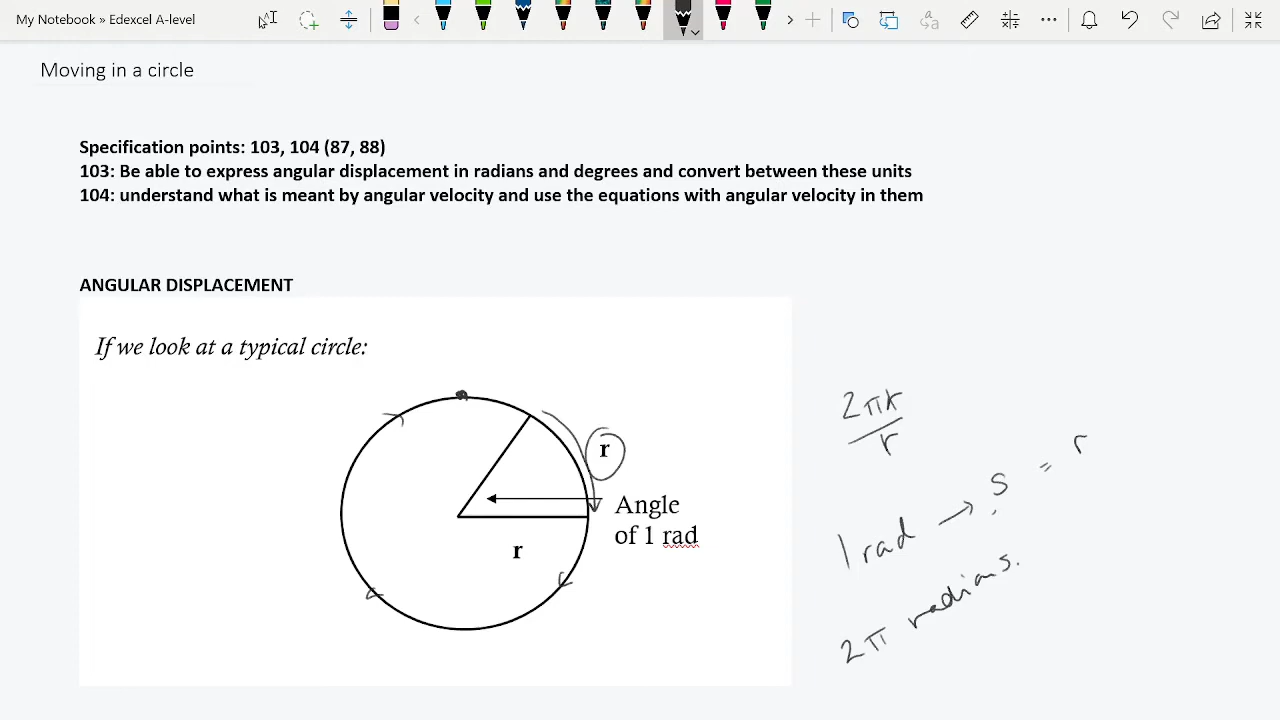 My Notebook » Edexcel A-level
Moving in a circle
Specification points: 103, 104 (87, 88)
103: Be able to express angular displacement in radians and degrees and convert between these units
104: understand what is meant by angular velocity and use the equations with angular velocity in them
ANGULAR DISPLACEMENT
If we look at a typical circle:
r
Angle
of 1 rad
r
2πr
r
1 rad → s = r
2π radians.